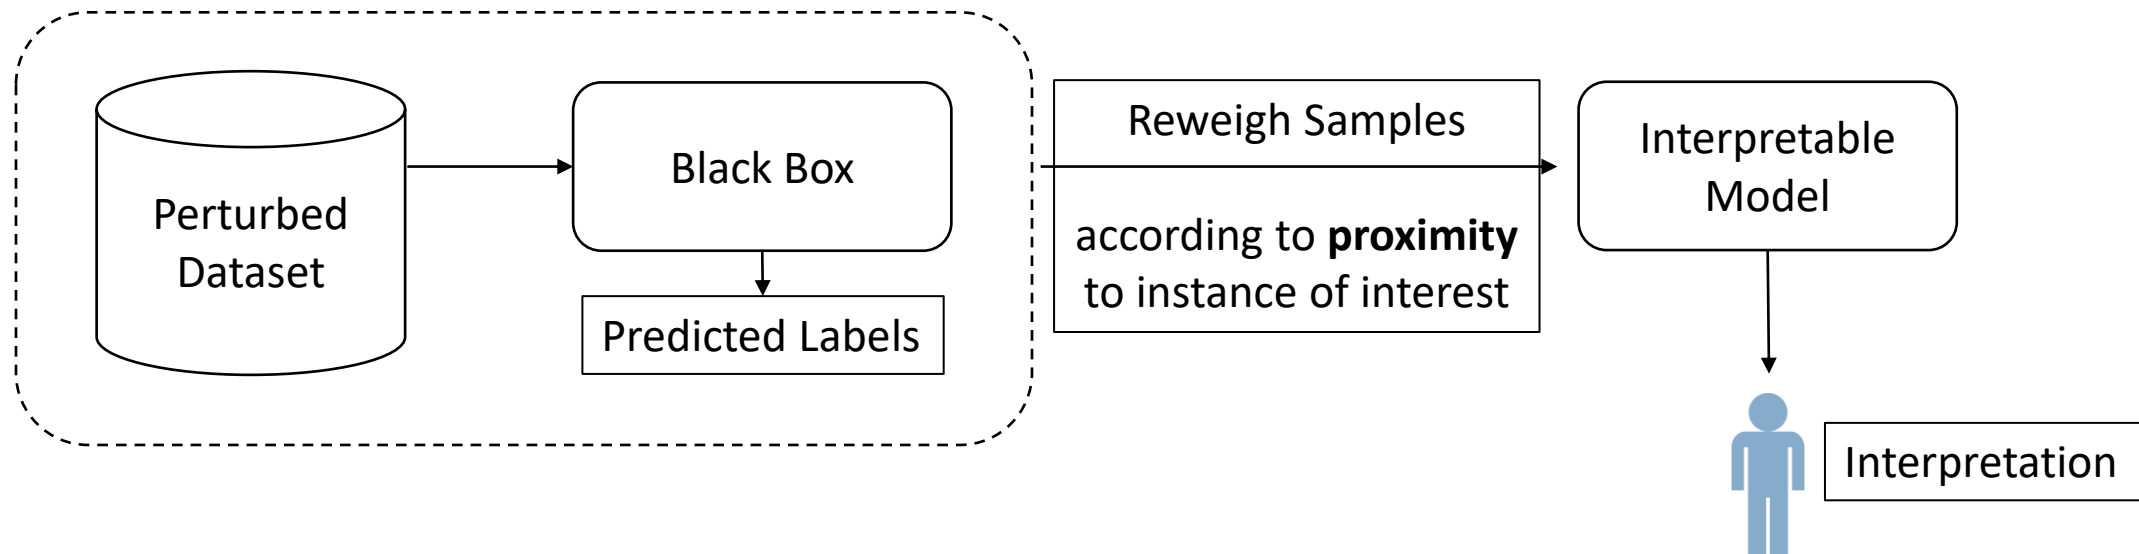 Perturbed
Dataset
Black Box
Predicted Labels
Reweigh Samples
according to proximity
to instance of interest
Interpretable
Model
Interpretation